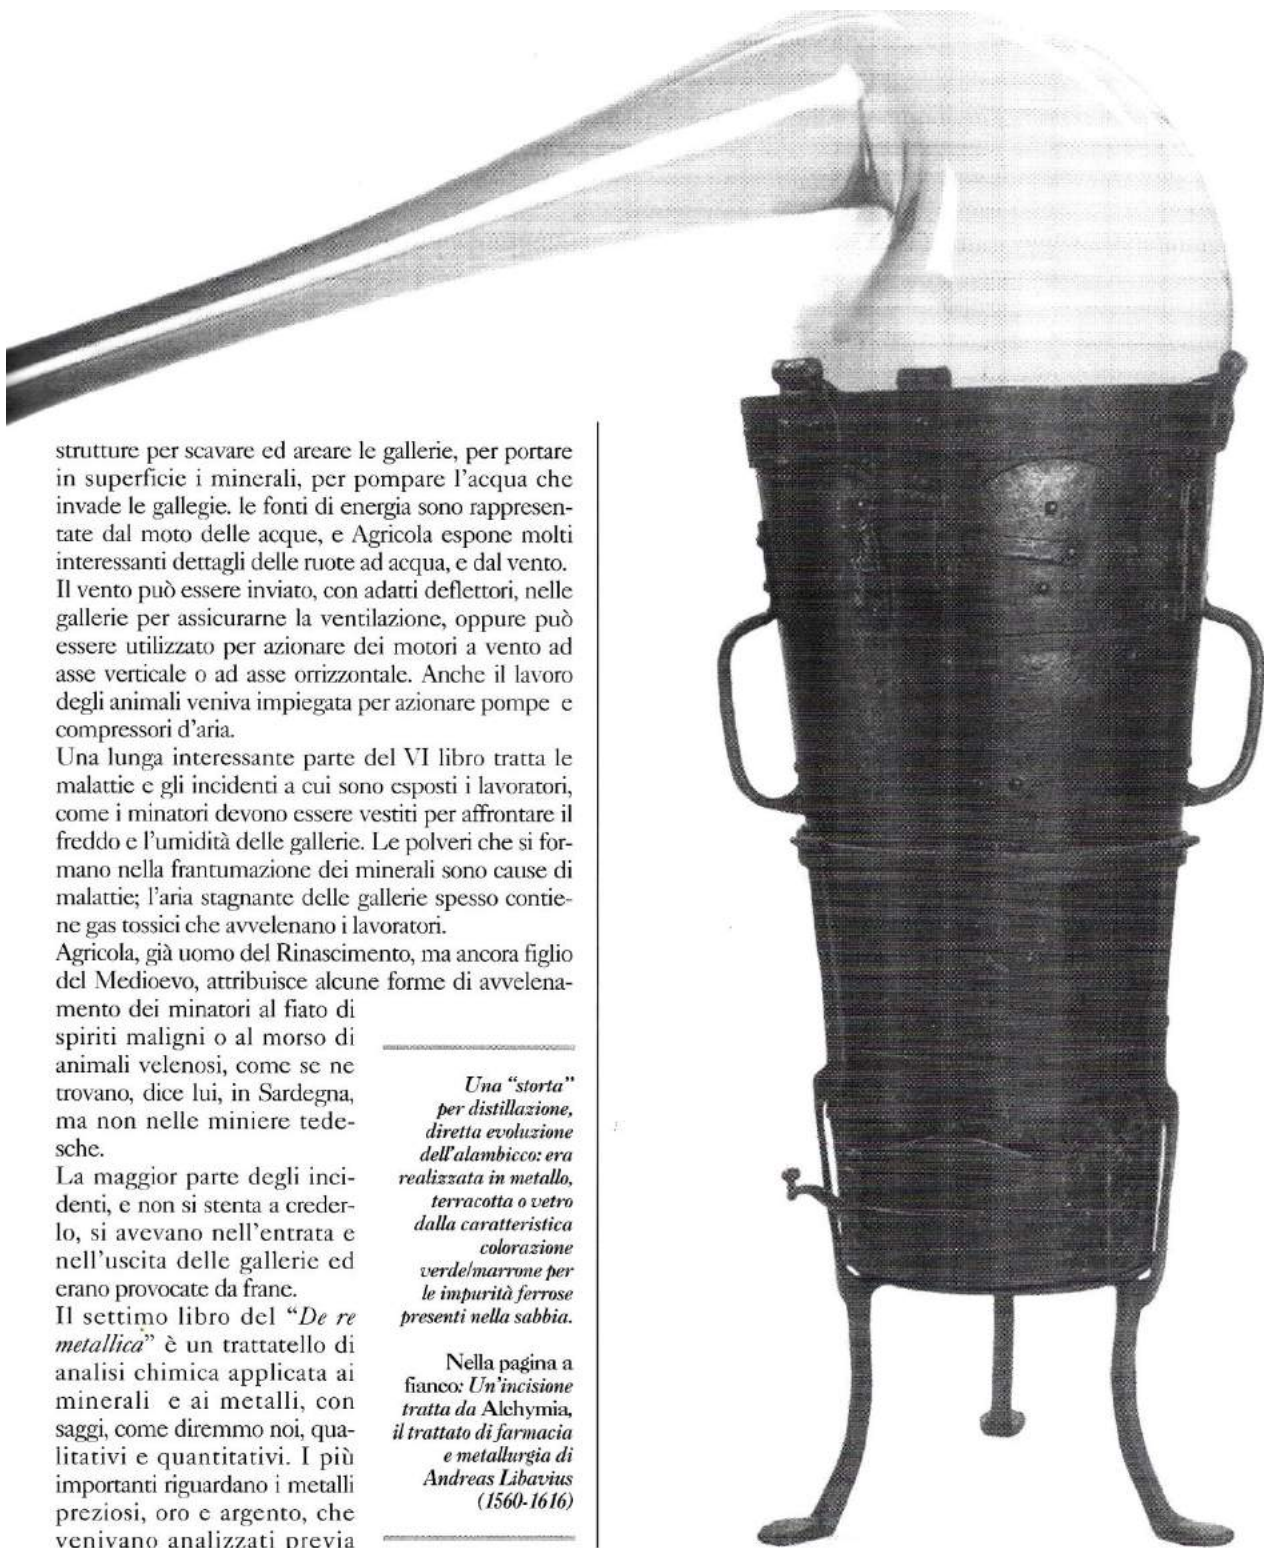 strutture per scavare ed areare le gallerie, per portare
in superficie i minerali, per pompare l'acqua che
invade le gallegie. le fonti di energia sono rappresen-
tate dal moto delle acque, e Agricola espone molti
interessanti dettagli delle ruote ad acqua, e dal vento.
Il vento può essere inviato, con adatti deflettori, nelle
gallerie per assicurarne la ventilazione, oppure può
essere utilizzato per azionare dei motori a vento ad
asse verticale o ad asse orrizzontale. Anche il lavoro
degli animali veniva impiegata per azionare pompe e
compressori d'aria.
Una lunga interessante parte del VI libro tratta le
malattie e gli incidenti a cui sono esposti i lavoratori,
come i minatori devono essere vestiti per affrontare il
freddo e l'umidità delle gallerie. Le polveri che si for-
mano nella frantumazione dei minerali sono cause di
malattie; l'aria stagnante delle gallerie spesso contie-
ne gas tossici che avvelenano i lavoratori.
Agricola, già uomo del Rinascimento, ma ancora figlio
del Medioevo, attribuisce alcune forme di avvelena-
mento dei minatori al fiato di
spiriti maligni o al morso di
animali velenosi, come se ne
trovano, dice lui, in Sardegna,
ma non nelle miniere tede-
sche.
La maggior parte degli inci-
denti, e non si stenta a creder-
lo, si avevano nell'entrata e
nell'uscita delle gallerie ed
erano provocate da frane.
Il settimo libro del "De re
metallica" è un trattatello di
analisi chimica applicata ai
minerali e ai metalli, con
saggi, come diremmo noi, qua-
litativi e quantitativi. I più
importanti riguardano i metalli
preziosi, oro e argento, che
venivano analizzati previa
Una "storta"
per distillazione,
diretta evoluzione
dell'alambicco: era
realizzata in metallo,
terracotta o vetro
dalla caratteristica
colorazione
verde/marrone per
le impurità ferrose
presenti nella sabbia.
Nella pagina a
fianco: Un'incisione
tratta da Alchymia,
il trattato di farmacia
e metallurgia di
Andreas Libavius
(1560-1616)